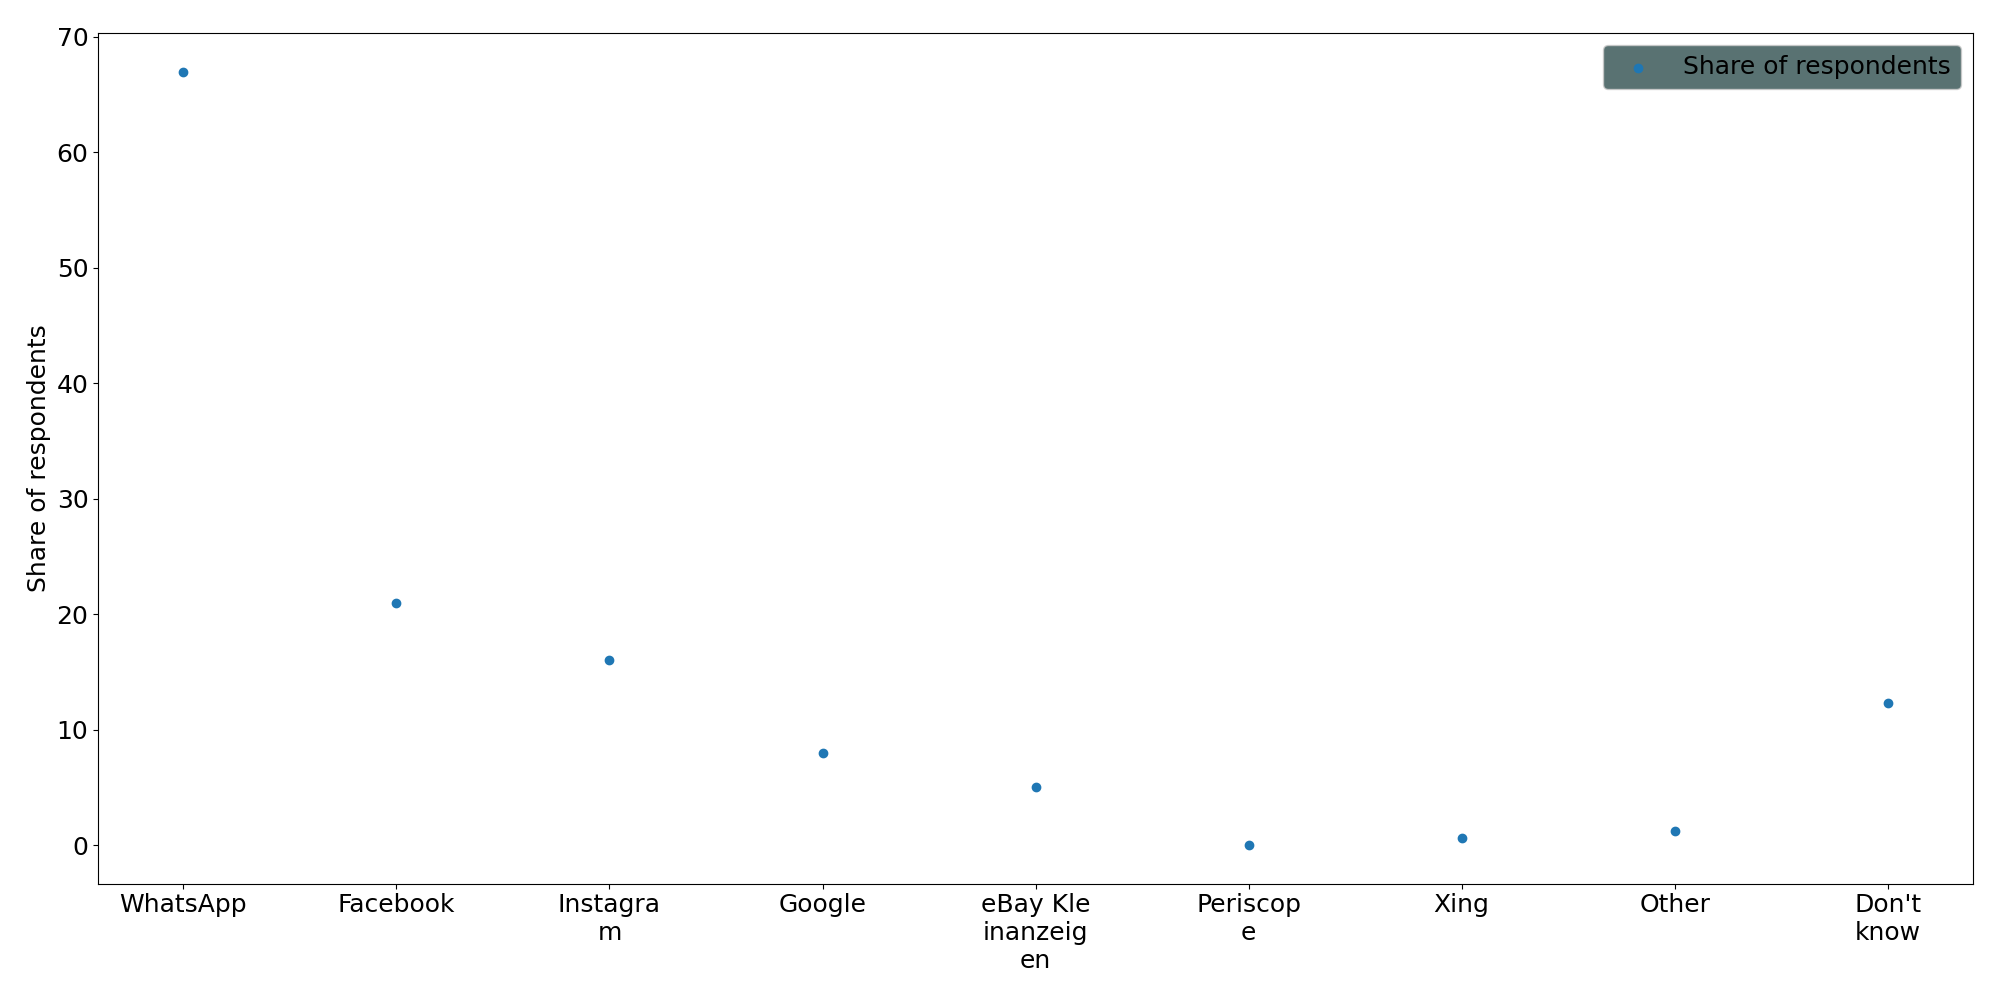 Share of respondents
70
60
50
40
30
20
10
0
Share of respondents
WhatsApp
Facebook
Instagra
m
Google
eBay Kle
inanzeig
en
Periscop
e
Xing
Other
Don't
know